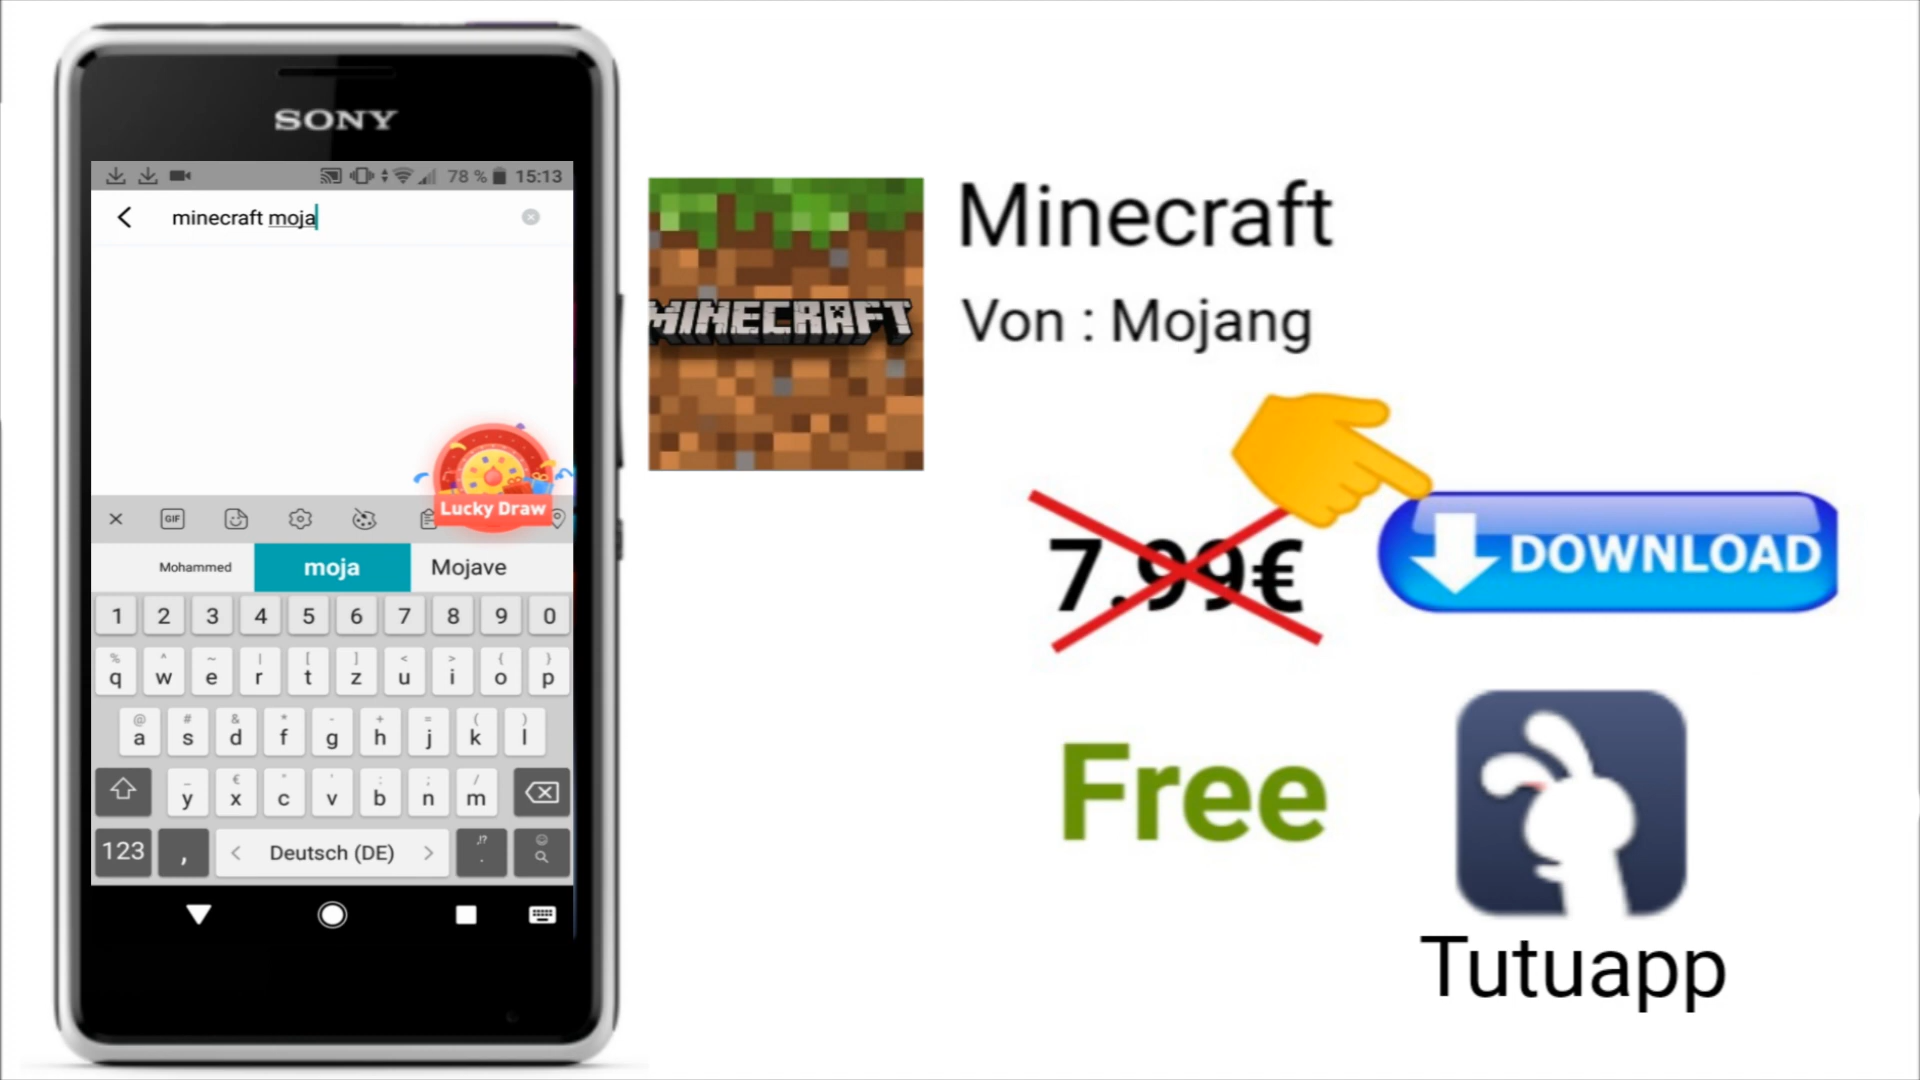 SONY
78 % 15:13
minecraft moja
Lucky Draw
GIF
Mohammed moja Mojave
1 2 3 4 5 6 7 8 9 0
% ^ ~ | [ ] < > { }
q w e r t z u i o p
@ # & * - + = ( )
a s d f g h j k l
_ € " ' : ; /
y x c v b n m
123 , < Deutsch (DE) > ,!? .
MINECRAFT
Minecraft
Von : Mojang
7.99€
DOWNLOAD
Free
Tutuapp